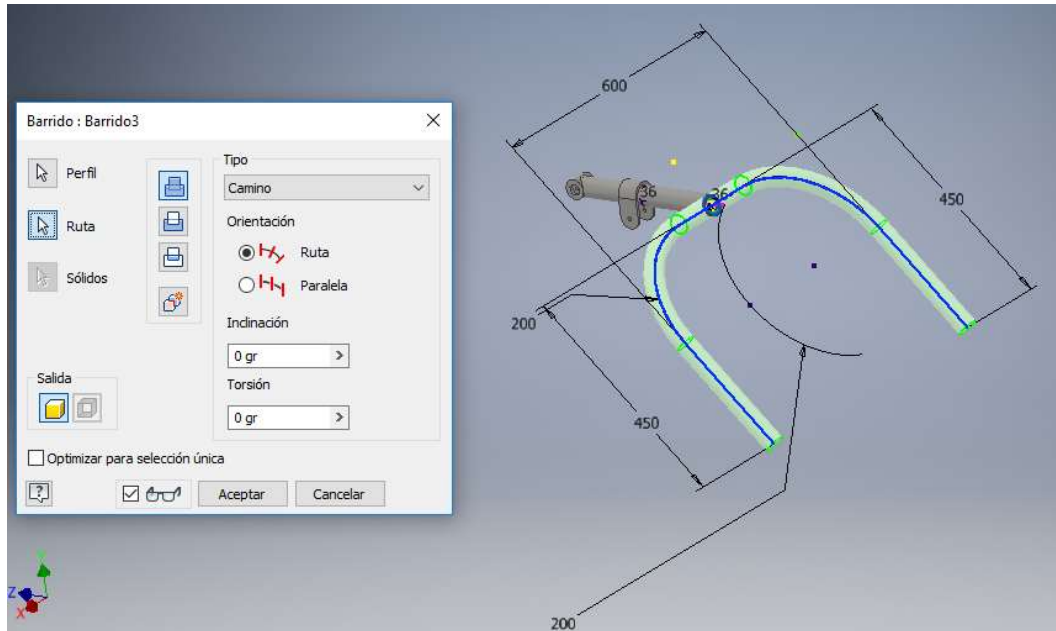 Barrido : Barrido3
Perfil
Ruta
Sólidos
Tipo
Camino
Orientación
Ruta
Paralela
Inclinación
0 gr
Torsión
0 gr
Salida
Optimizar para selección única
Aceptar
Cancelar
600
450
36
36
200
450
200
Y
Z
X